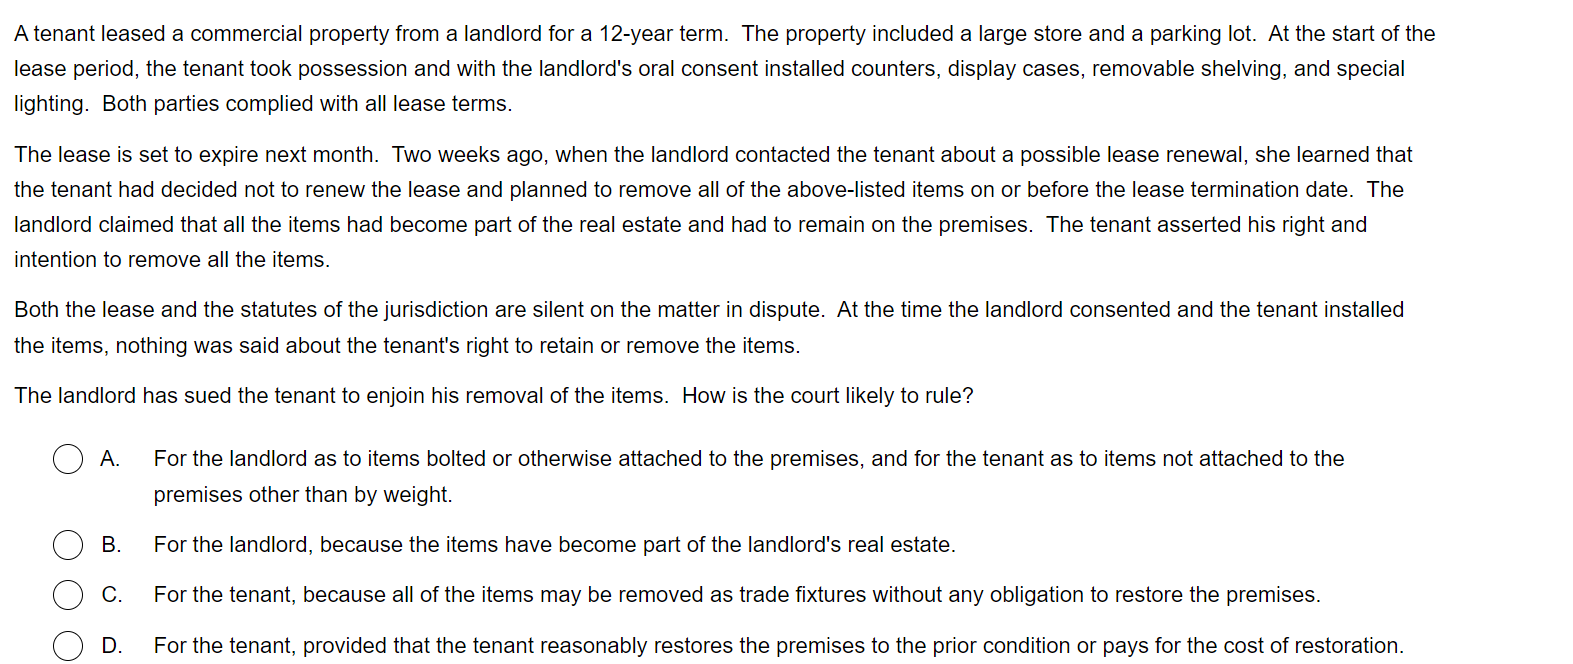 A tenant leased a commercial property from a landlord for a 12-year term. The property included a large store and a parking lot. At the start of the
lease period, the tenant took possession and with the landlord's oral consent installed counters, display cases, removable shelving, and special
lighting. Both parties complied with all lease terms.
The lease is set to expire next month. Two weeks ago, when the landlord contacted the tenant about a possible lease renewal, she learned that
the tenant had decided not to renew the lease and planned to remove all of the above-listed items on or before the lease termination date. The
landlord claimed that all the items had become part of the real estate and had to remain on the premises. The tenant asserted his right and
intention to remove all the items.
Both the lease and the statutes of the jurisdiction are silent on the matter in dispute. At the time the landlord consented and the tenant installed
the items, nothing was said about the tenant's right to retain or remove the items.
The landlord has sued the tenant to enjoin his removal of the items. How is the court likely to rule?
A. For the landlord as to items bolted or otherwise attached to the premises, and for the tenant as to items not attached to the
premises other than by weight.
B. For the landlord, because the items have become part of the landlord's real estate.
C. For the tenant, because all of the items may be removed as trade fixtures without any obligation to restore the premises.
D. For the tenant, provided that the tenant reasonably restores the premises to the prior condition or pays for the cost of restoration.